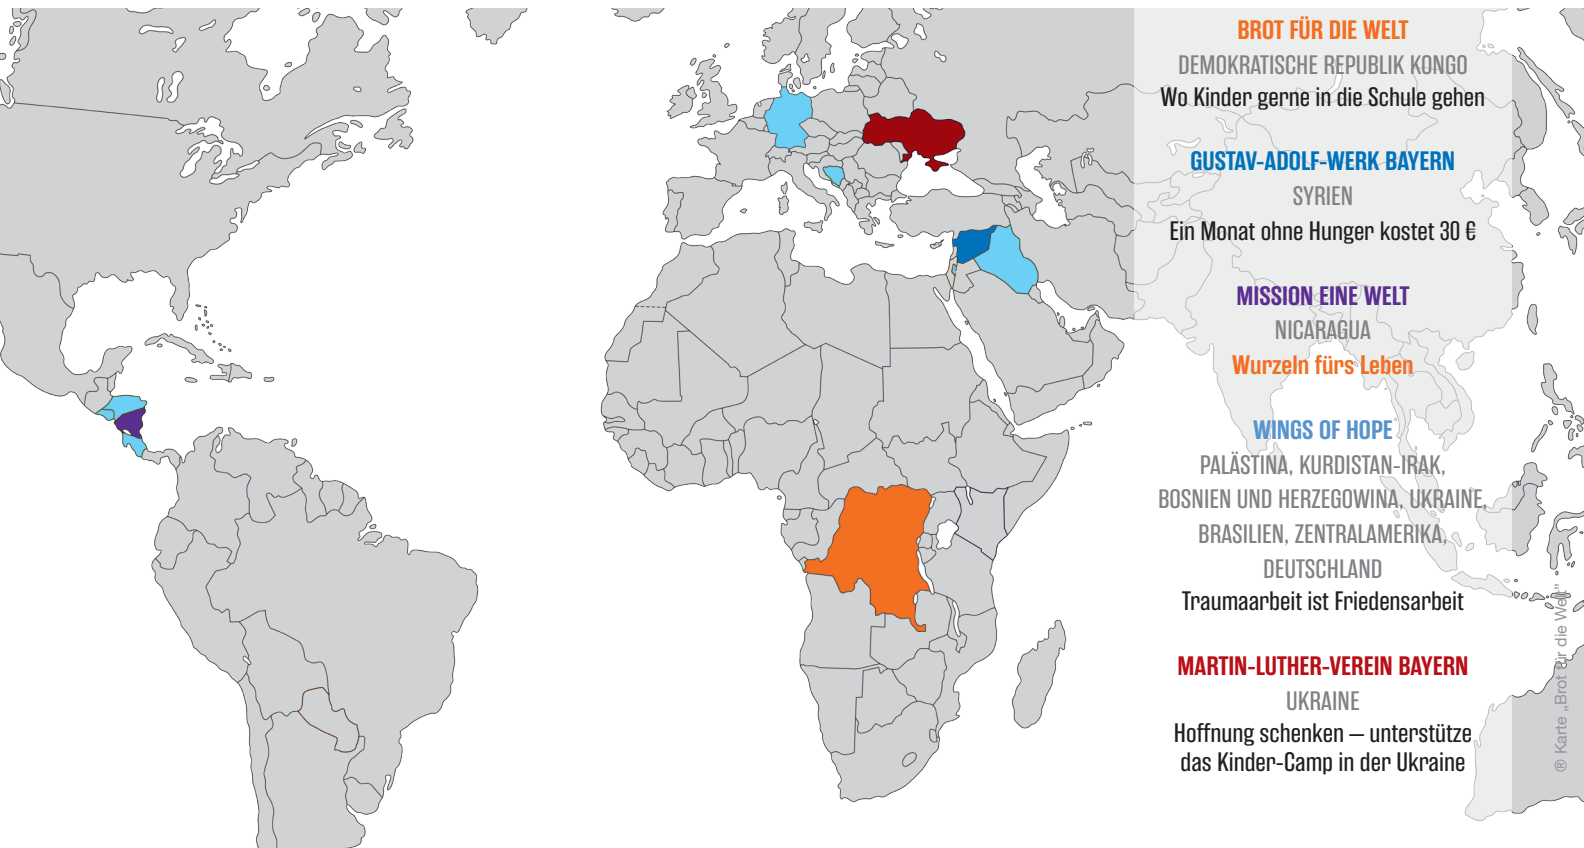 BROT FÜR DIE WELT
DEMOKRATISCHE REPUBLIK KONGO
Wo Kinder gerne in die Schule gehen
GUSTAV-ADOLF-WERK BAYERN
SYRIEN
Ein Monat ohne Hunger kostet 30 €
MISSION EINE WELT
NICARAGUA
Wurzeln fürs Leben
WINGS OF HOPE
PALÄSTINA, KURDISTAN-IRAK,
BOSNIEN UND HERZEGOWINA, UKRAINE,
BRASILIEN, ZENTRALAMERIKA,
DEUTSCHLAND
Traumaarbeit ist Friedensarbeit
MARTIN-LUTHER-VEREIN BAYERN
UKRAINE
Hoffnung schenken – unterstütze
das Kinder-Camp in der Ukraine
® Karte „Brot für die Welt”